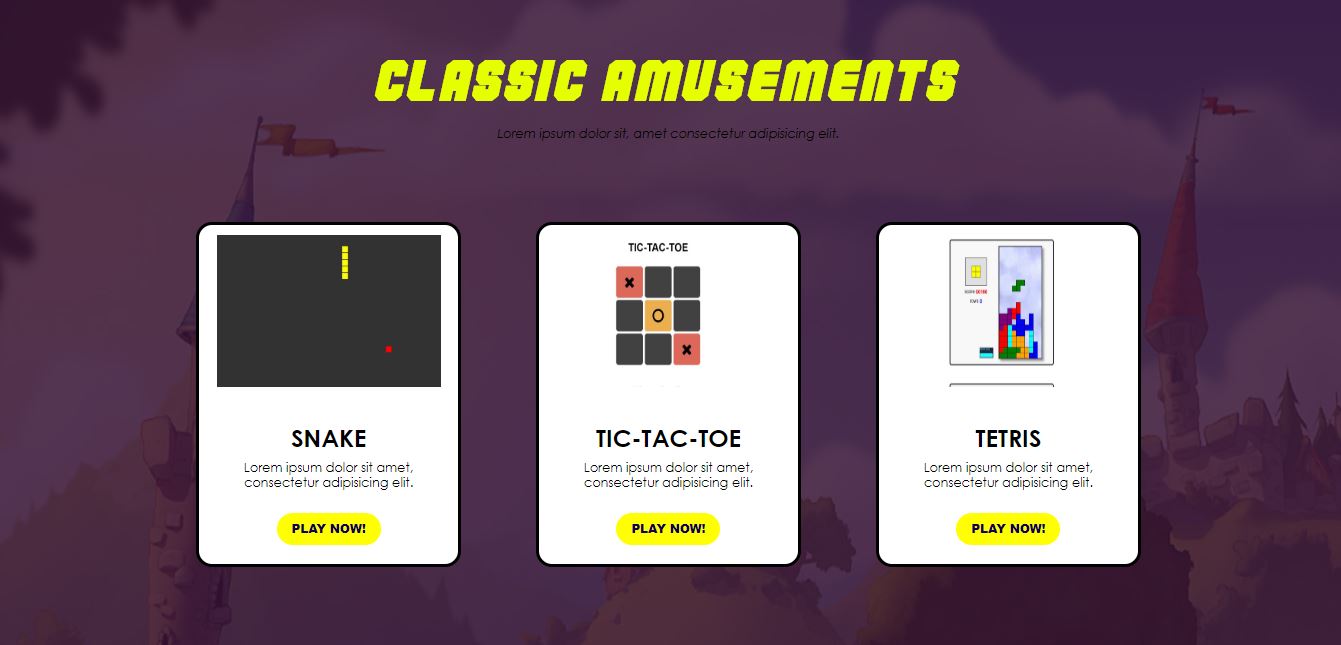 CLASSIC AMUSEMENTS
Lorem ipsum dolor sit, amet consectetur adipisicing elit.
TIC-TAC-TOE
SNAKE
Lorem ipsum dolor sit amet,
consectetur adipisicing elit.
PLAY NOW!
TIC-TAC-TOE
Lorem ipsum dolor sit amet,
consectetur adipisicing elit.
PLAY NOW!
TETRIS
Lorem ipsum dolor sit amet,
consectetur adipisicing elit.
PLAY NOW!